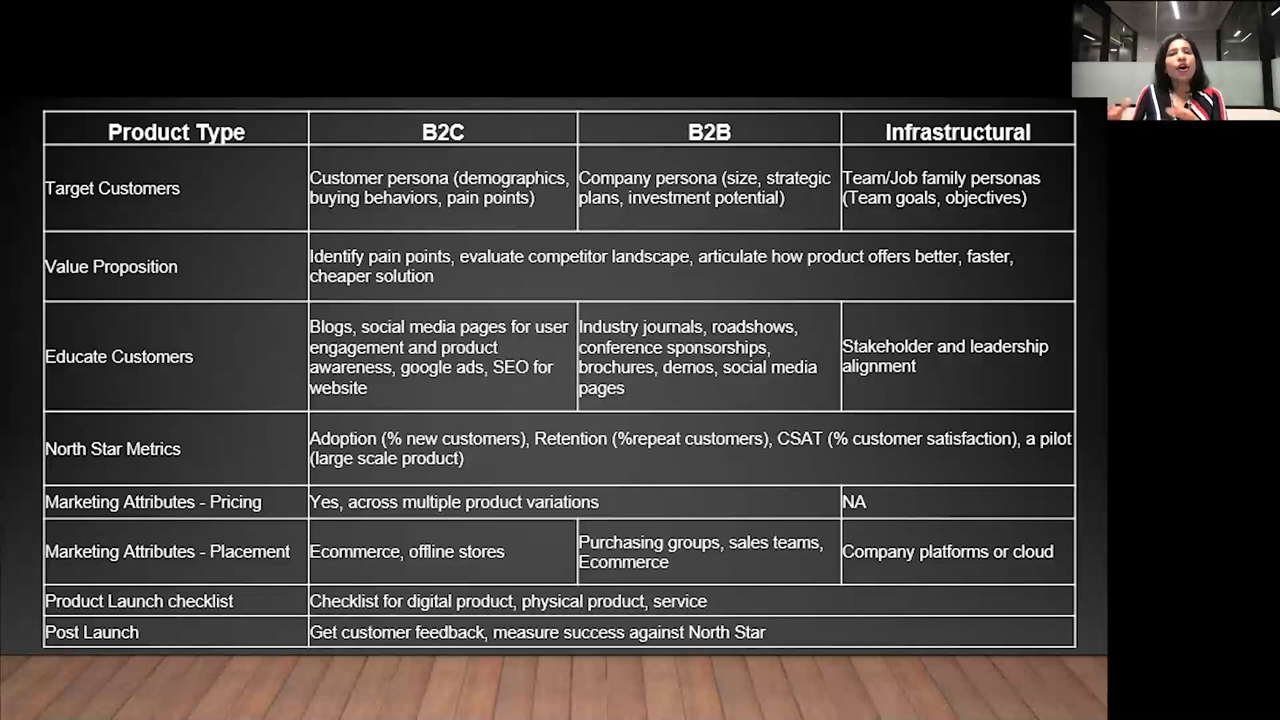 Product Type
B2C
B2B
Infrastructural
Target Customers
Customer persona (demographics,
buying behaviors, pain points)
Company persona (size, strategic
plans, investment potential)
Team/Job family personas
(Team goals, objectives)
Value Proposition
Identify pain points, evaluate competitor landscape, articulate how product offers better, faster,
cheaper solution
Educate Customers
Blogs, social media pages for user
engagement and product
awareness, google ads, SEO for
website
Industry journals, roadshows,
conference sponsorships,
brochures, demos, social media
pages
Stakeholder and leadership
alignment
North Star Metrics
Adoption (% new customers), Retention (%repeat customers), CSAT (% customer satisfaction), a pilot
(large scale product)
Marketing Attributes - Pricing
Yes, across multiple product variations
NA
Marketing Attributes - Placement
Ecommerce, offline stores
Purchasing groups, sales teams,
Ecommerce
Company platforms or cloud
Product Launch checklist
Checklist for digital product, physical product, service
Post Launch
Get customer feedback, measure success against North Star